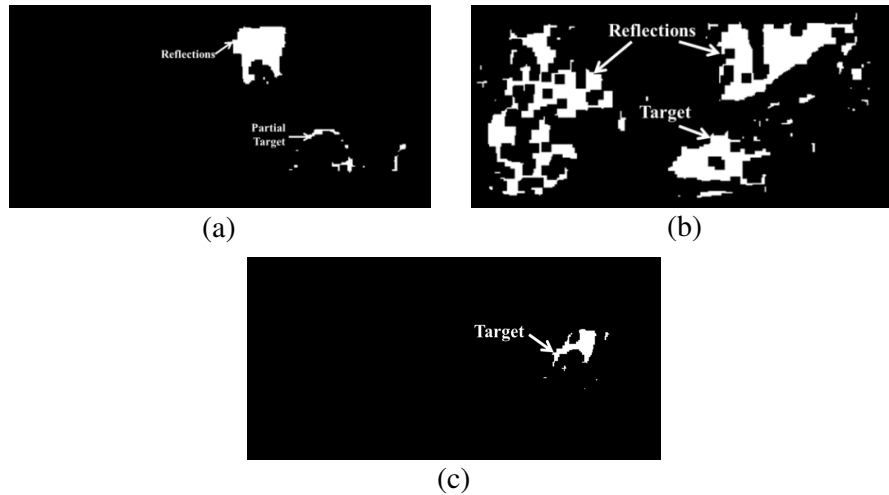 Reflections
Partial
Target
(a)
Reflections
Target
(b)
Target
(c)